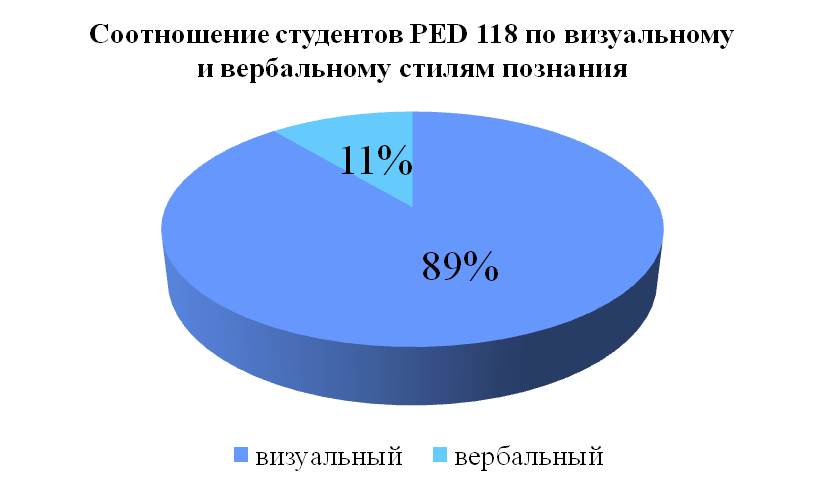 Соотношение студентов PED 118 по визуальному
и вербальному стилям познания
11%
89%
визуальный вербальный